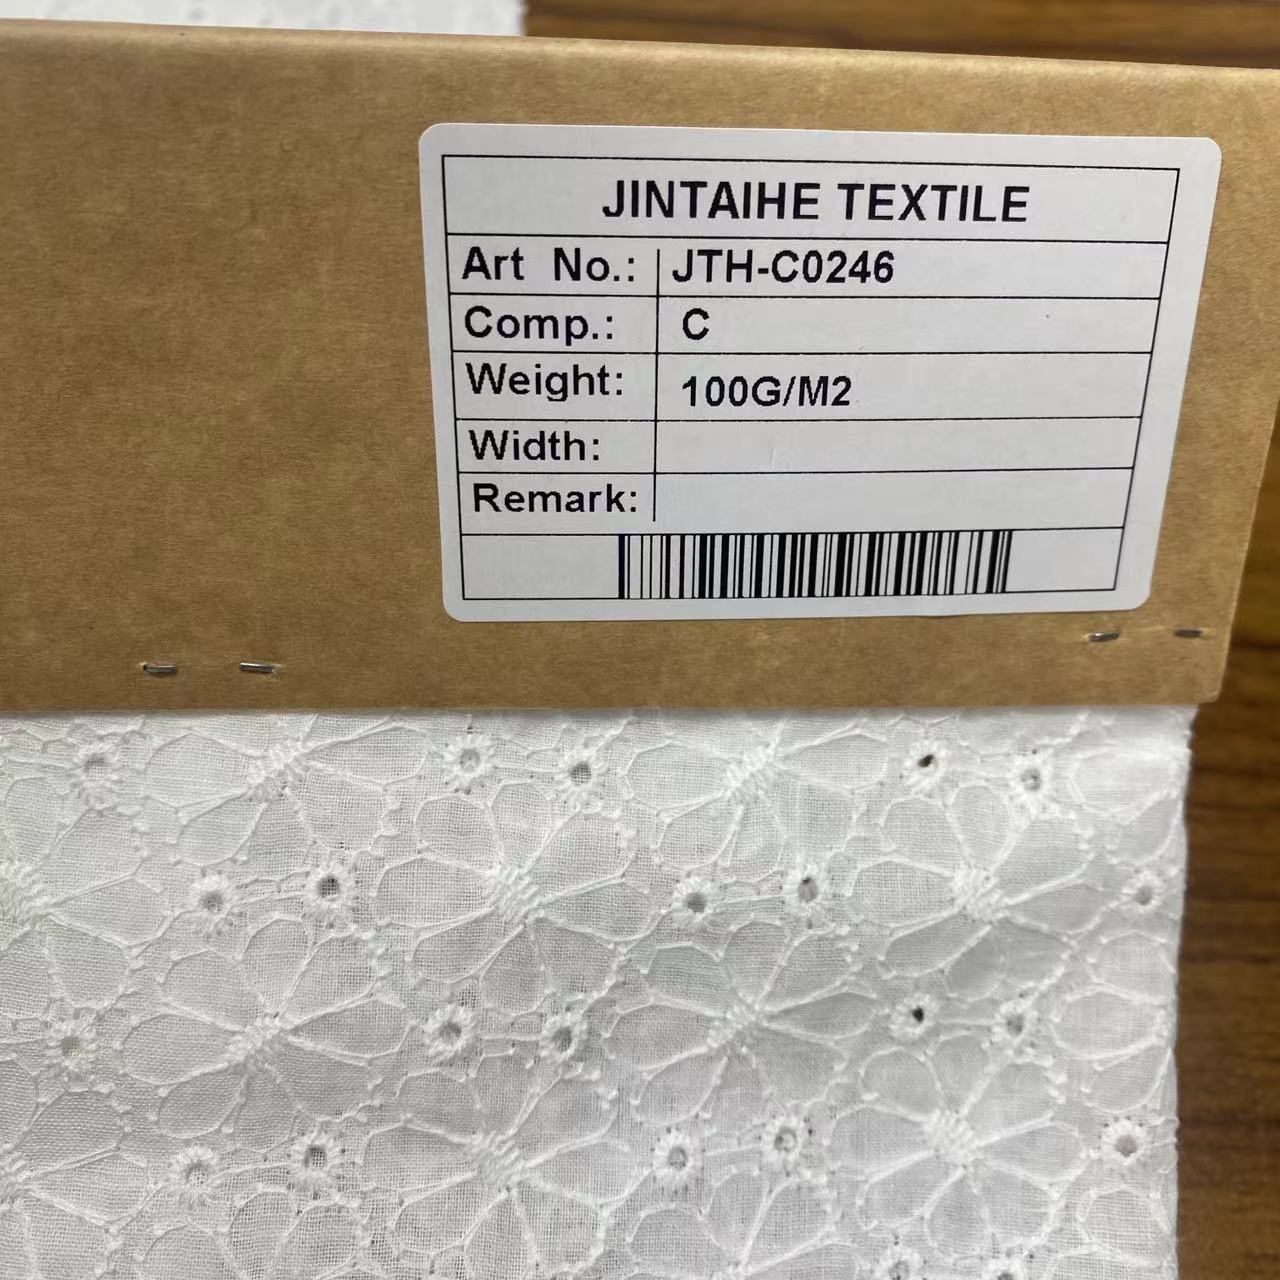 JINTAIHE TEXTILE
Art No.: JTH-C0246
Comp.: C
Weight: 100G/M2
Width:
Remark: